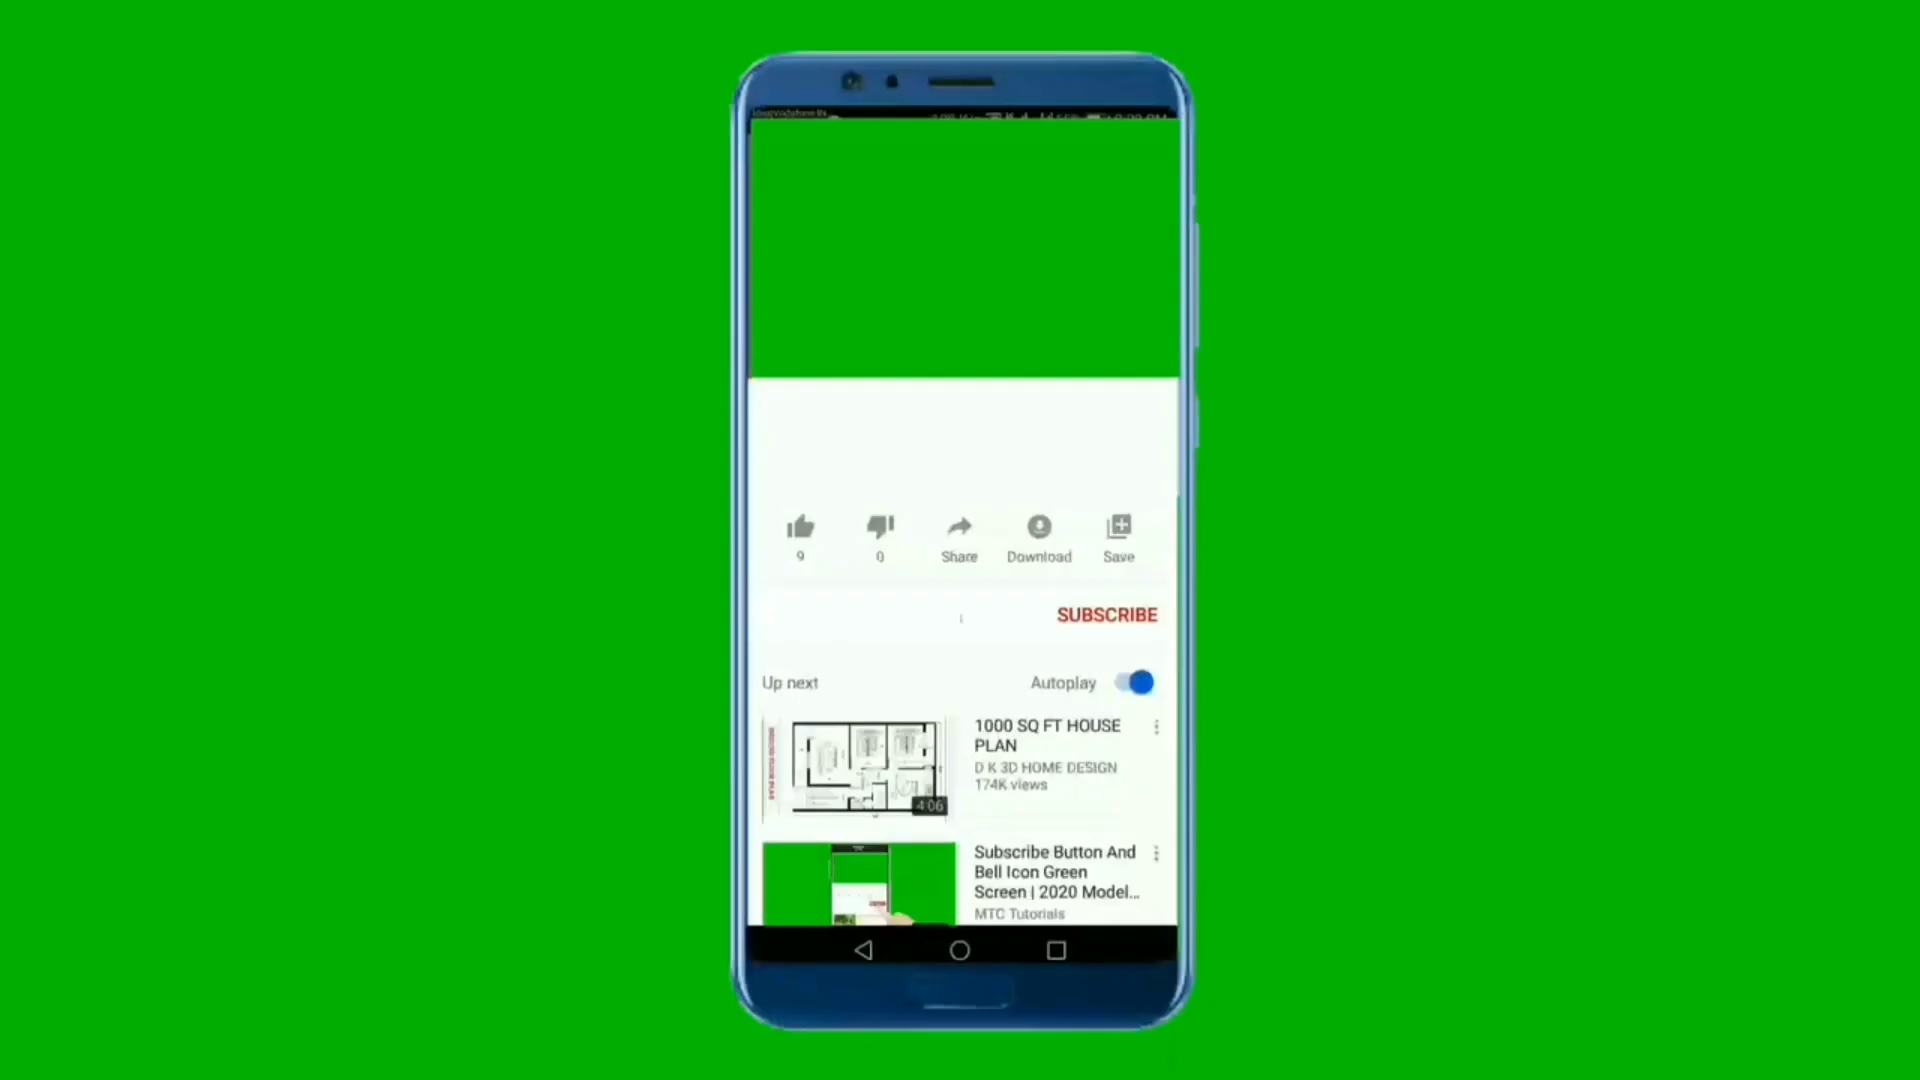 9
0
Share
Download
Save
SUBSCRIBE
Up next
Autoplay
1000 SQ FT HOUSE
PLAN
D K 3D HOME DESIGN
174K views
4:06
Subscribe Button And
Bell Icon Green
Screen | 2020 Model...
MTC Tutorials